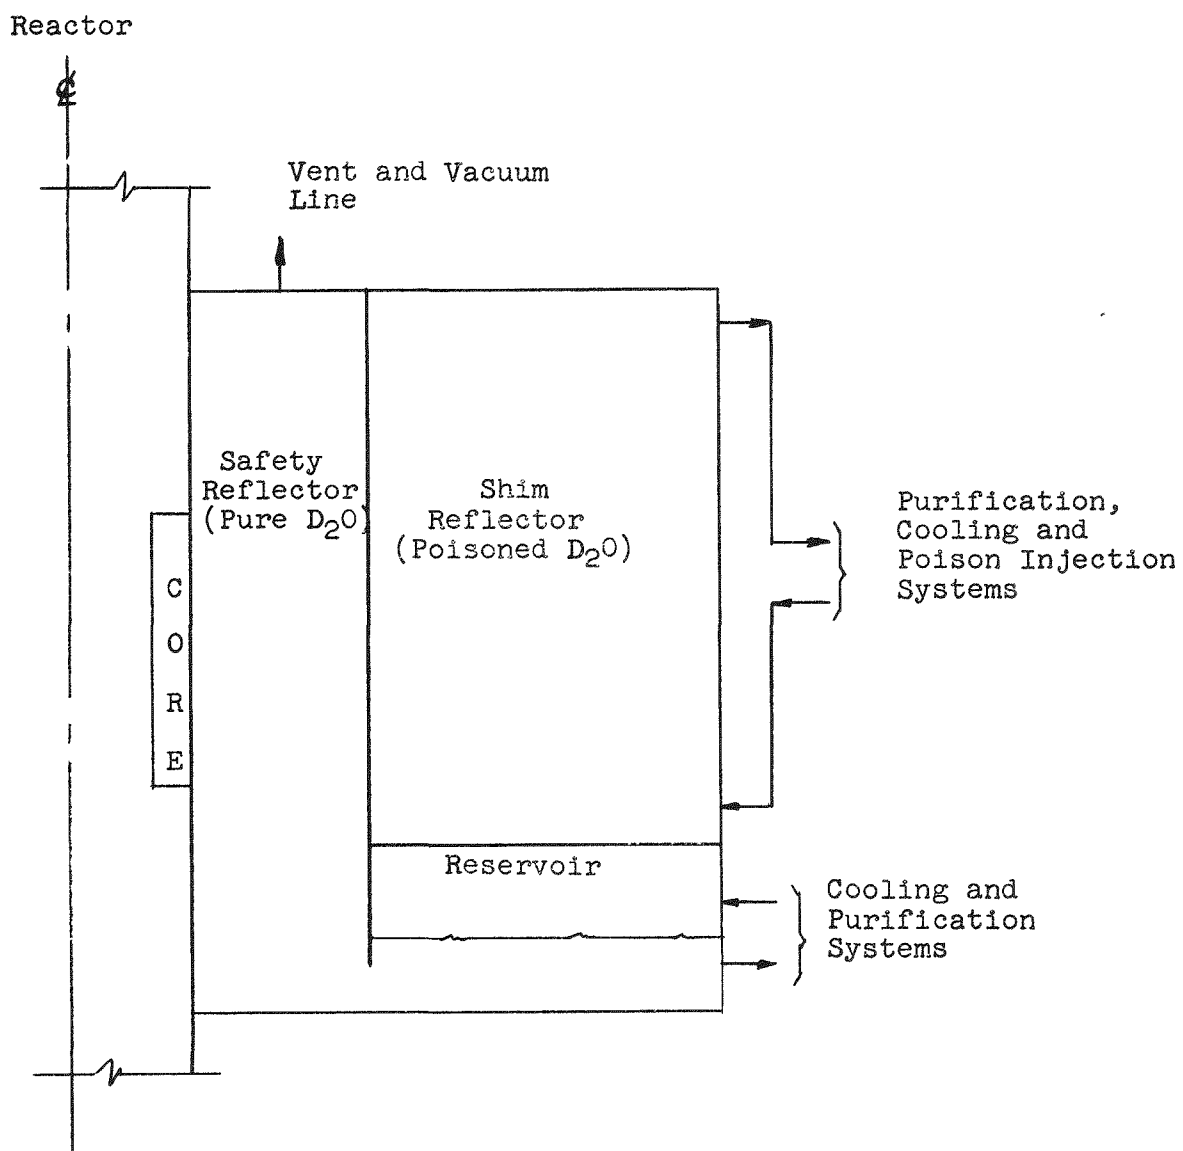 Reactor
℄
Vent and Vacuum
Line
Safety
Reflector
(Pure D₂O)
Shim
Reflector
(Poisoned D₂O)
Purification,
Cooling and
Poison Injection
Systems
C
O
R
E
Reservoir
Cooling and
Purification
Systems